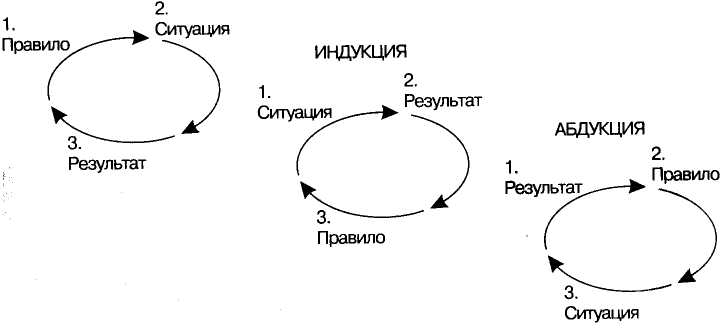 1.
Правило
2.
Ситуация
3.
Результат
ИНДУКЦИЯ
1.
Ситуация
2.
Результат
3.
Правило
АБДУКЦИЯ
1.
Результат
2.
Правило
3.
Ситуация